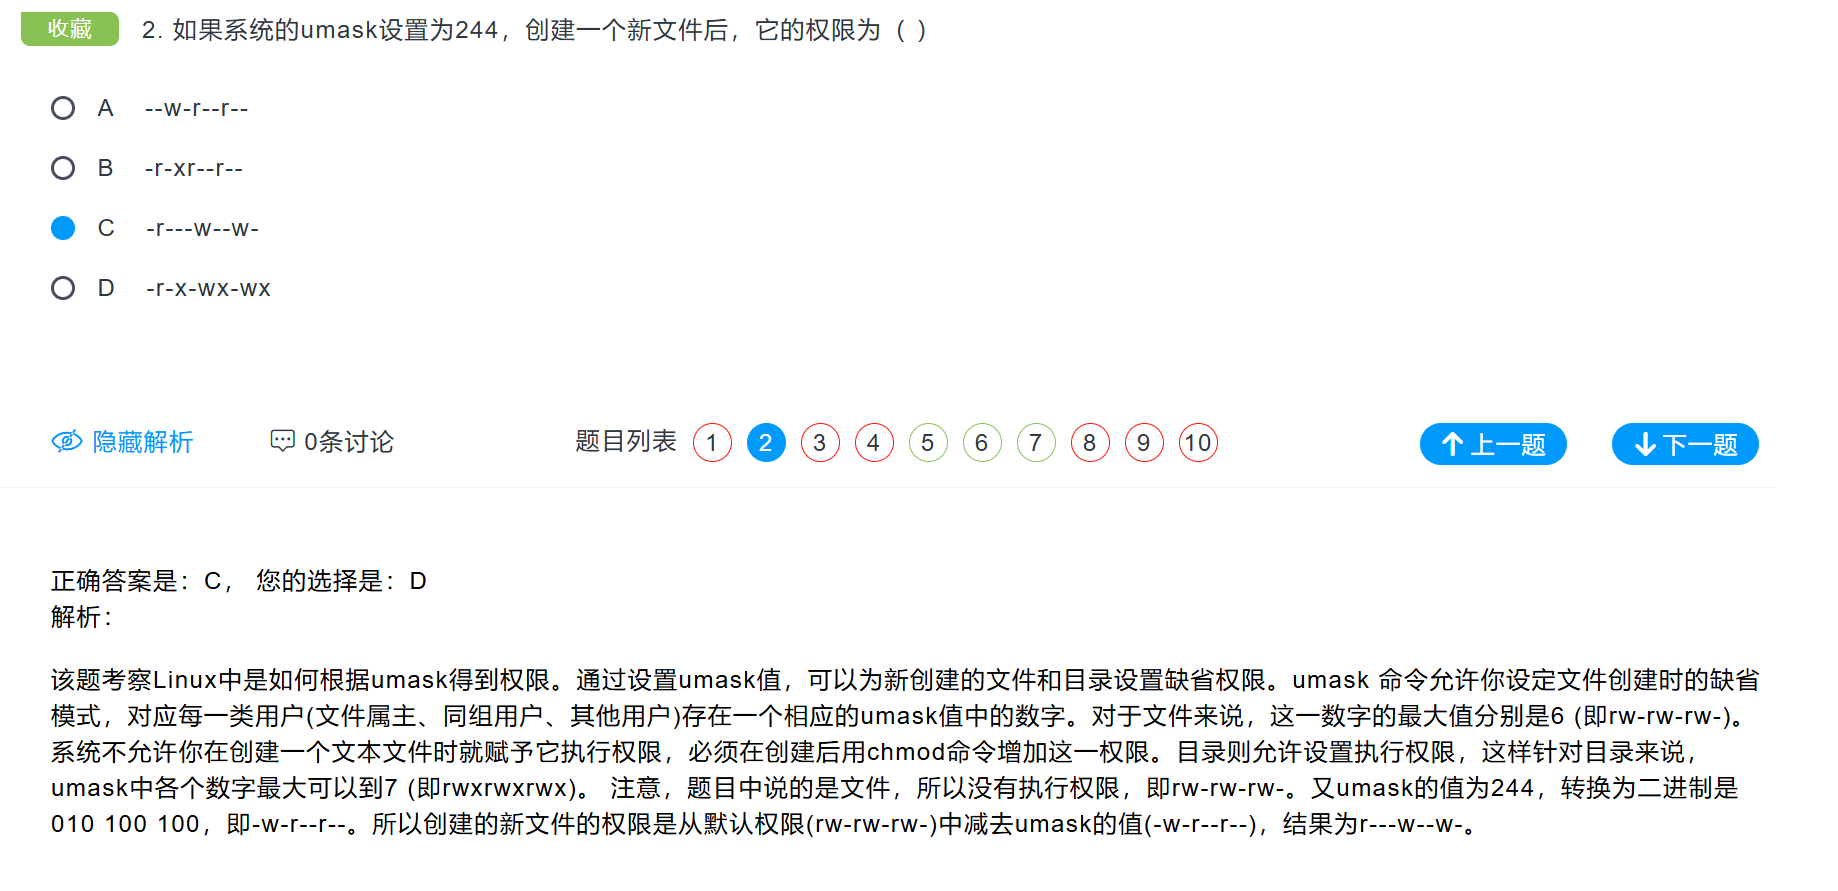 收藏 2. 如果系统的umask设置为244，创建一个新文件后，它的权限为（ ）
A --w-r--r--
B -r-xr--r--
C -r---w--w-
D -r-x-wx-wx
隐藏解析 0条讨论 题目列表 1 2 3 4 5 6 7 8 9 10 上一题 下一题
正确答案是：C， 您的选择是：D
解析：
该题考察Linux中是如何根据umask得到权限。通过设置umask值，可以为新创建的文件和目录设置缺省权限。umask 命令允许你设定文件创建时的缺省
模式，对应每一类用户(文件属主、同组用户、其他用户)存在一个相应的umask值中的数字。对于文件来说，这一数字的最大值分别是6 (即rw-rw-rw-)。
系统不允许你在创建一个文本文件时就赋予它执行权限，必须在创建后用chmod命令增加这一权限。目录则允许设置执行权限，这样针对目录来说，
umask中各个数字最大可以到7 (即rwxrwxrwx)。 注意，题目中说的是文件，所以没有执行权限，即rw-rw-rw-。又umask的值为244，转换为二进制是
010 100 100，即-w-r--r--。所以创建的新文件的权限是从默认权限(rw-rw-rw-)中减去umask的值(-w-r--r--)，结果为r---w--w-。